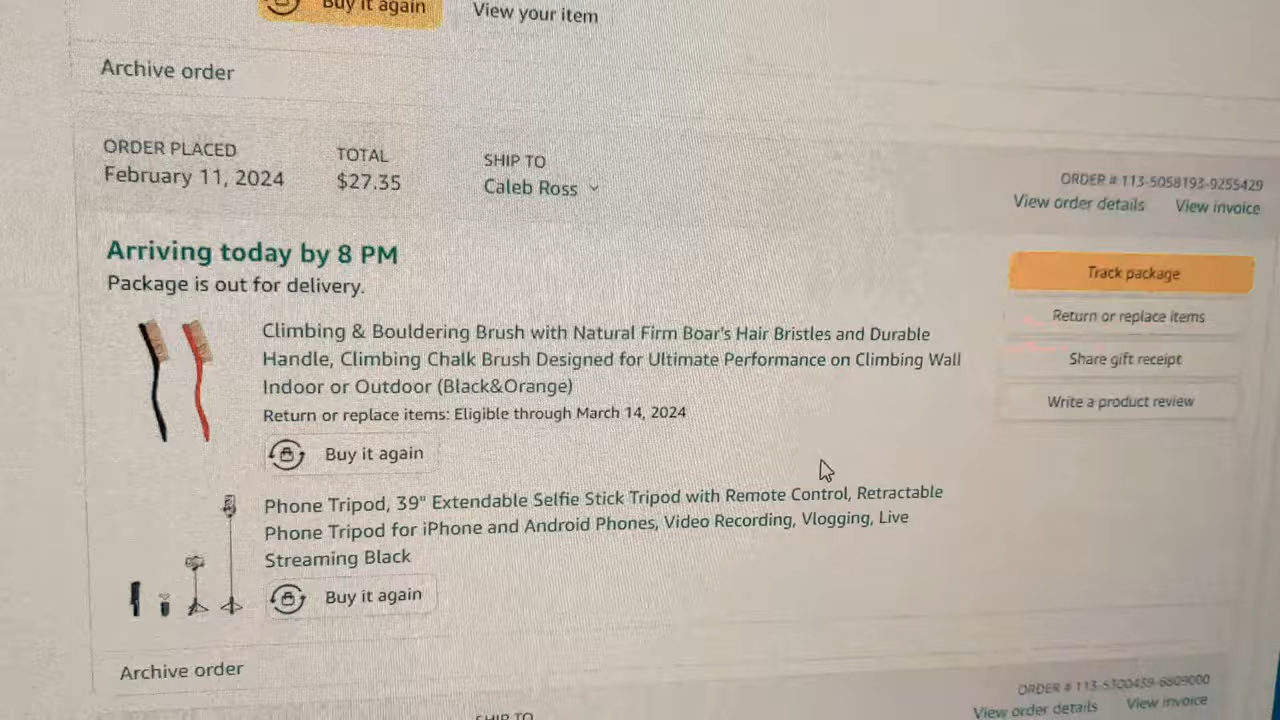 Buy it again
View your item
Archive order
ORDER PLACED
February 11, 2024
TOTAL
$27.35
SHIP TO
Caleb Ross
ORDER # 113-5058193-9255429
View order details
View invoice
Arriving today by 8 PM
Package is out for delivery.
Track package
Return or replace items
Share gift receipt
Write a product review
Climbing & Bouldering Brush with Natural Firm Boar's Hair Bristles and Durable
Handle, Climbing Chalk Brush Designed for Ultimate Performance on Climbing Wall
Indoor or Outdoor (Black&Orange)
Return or replace items: Eligible through March 14, 2024
Buy it again
Phone Tripod, 39" Extendable Selfie Stick Tripod with Remote Control, Retractable
Phone Tripod for iPhone and Android Phones, Video Recording, Vlogging, Live
Streaming Black
Buy it again
Archive order
SHIP TO
ORDER #
View order details
View invoice